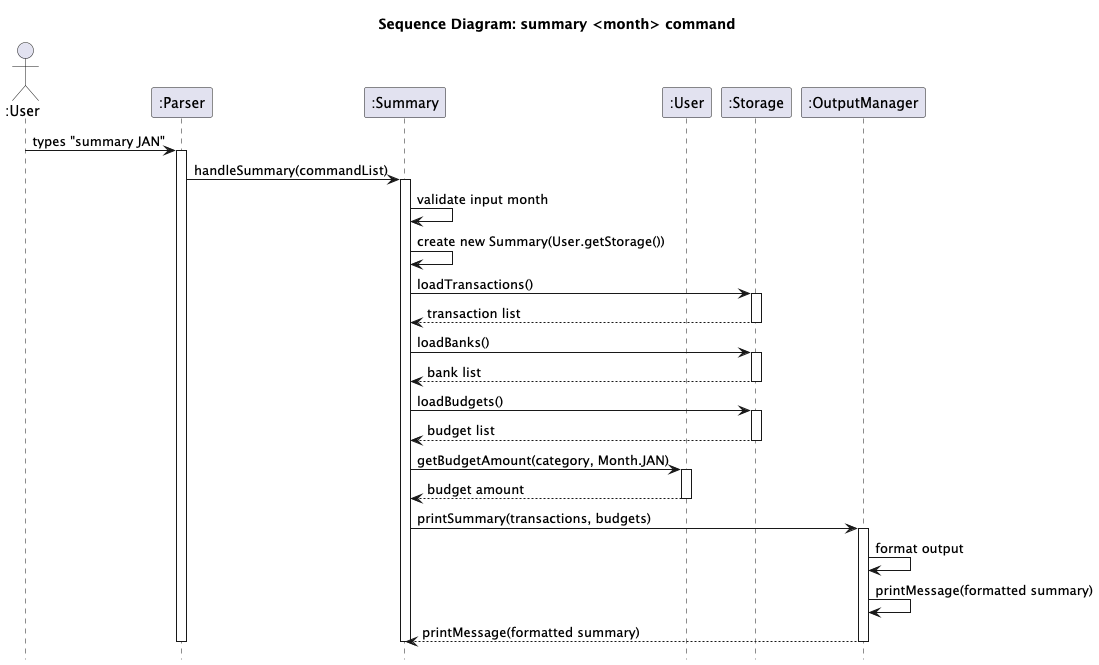 Sequence Diagram: summary <month> command
:User
:Parser
:Summary
:User
:Storage
:OutputManager
types "summary JAN"
handleSummary(commandList)
validate input month
create new Summary(User.getStorage())
loadTransactions()
transaction list
loadBanks()
bank list
loadBudgets()
budget list
getBudgetAmount(category, Month.JAN)
budget amount
printSummary(transactions, budgets)
format output
printMessage(formatted summary)
printMessage(formatted summary)